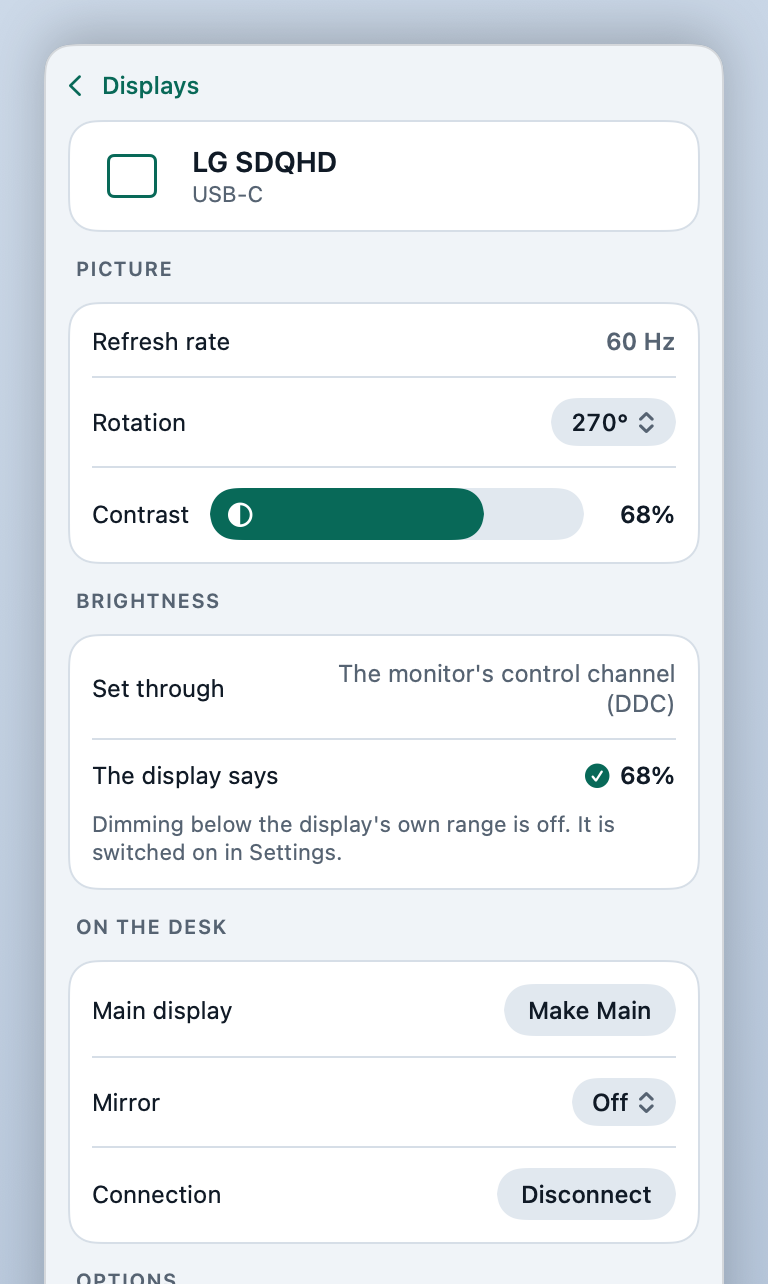 Displays
LG SDQHD
USB-C
PICTURE
Refresh rate 60 Hz
Rotation 270°
Contrast 68%
BRIGHTNESS
Set through The monitor's control channel
(DDC)
The display says 68%
Dimming below the display's own range is off. It is
switched on in Settings.
ON THE DESK
Main display Make Main
Mirror Off
Connection Disconnect
OPTIONS